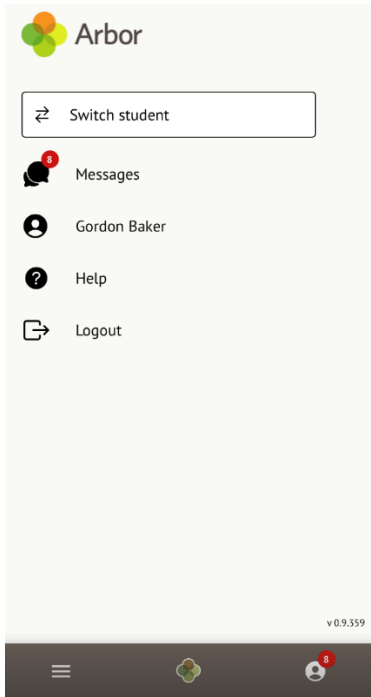 Arbor
Switch student
8
Messages
Gordon Baker
?
Help
Logout
v 0.9.359
8